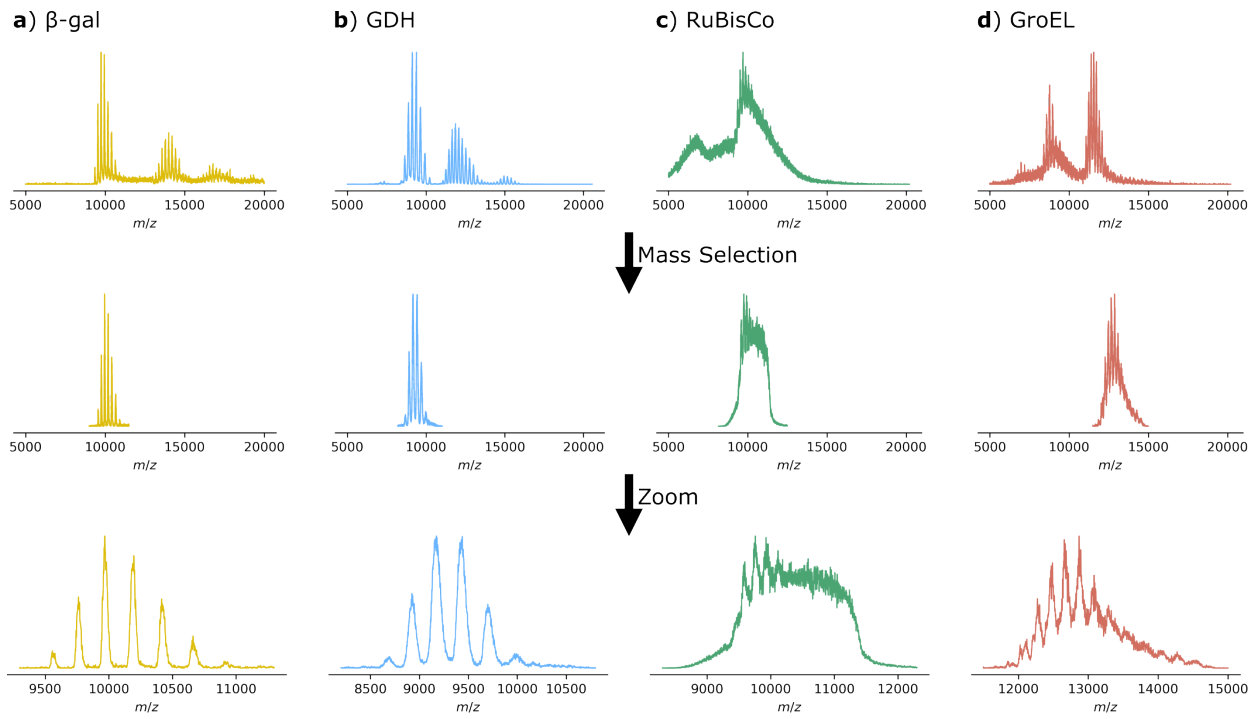 a) β-gal
b) GDH
c) RuBisCo
d) GroEL
5000 10000 15000 20000
m/z
5000 10000 15000 20000
m/z
5000 10000 15000 20000
m/z
5000 10000 15000 20000
m/z
Mass Selection
5000 10000 15000 20000
m/z
5000 10000 15000 20000
m/z
5000 10000 15000 20000
m/z
5000 10000 15000 20000
m/z
Zoom
9500 10000 10500 11000
m/z
8500 9000 9500 10000 10500
m/z
9000 10000 11000 12000
m/z
12000 13000 14000 15000
m/z